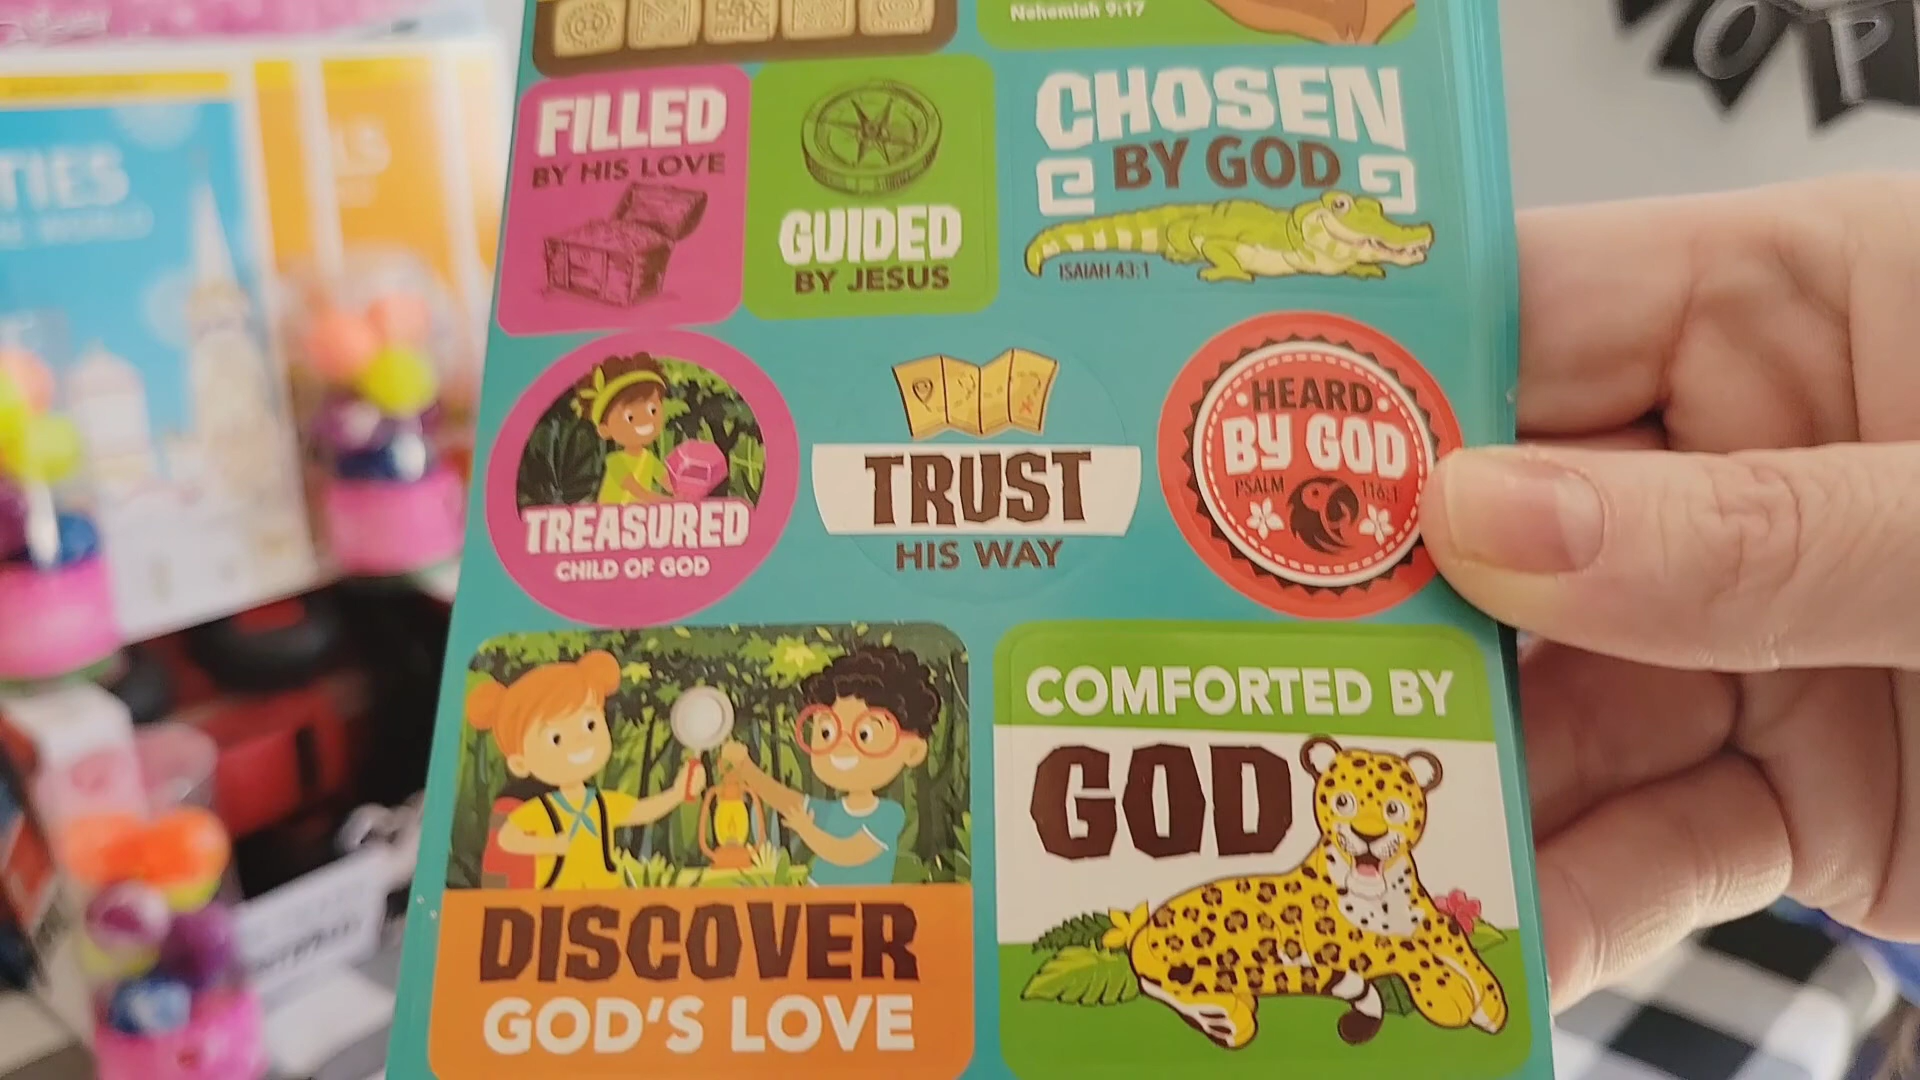 Nehemiah 9:17
FILLED
BY HIS LOVE
GUIDED
BY JESUS
CHOSEN
BY GOD
ISAIAH 43:1
TREASURED
CHILD OF GOD
TRUST
HIS WAY
HEARD
BY GOD
PSALM 116:1
DISCOVER
GOD'S LOVE
COMFORTED BY
GOD
TIES
WORLD
O P